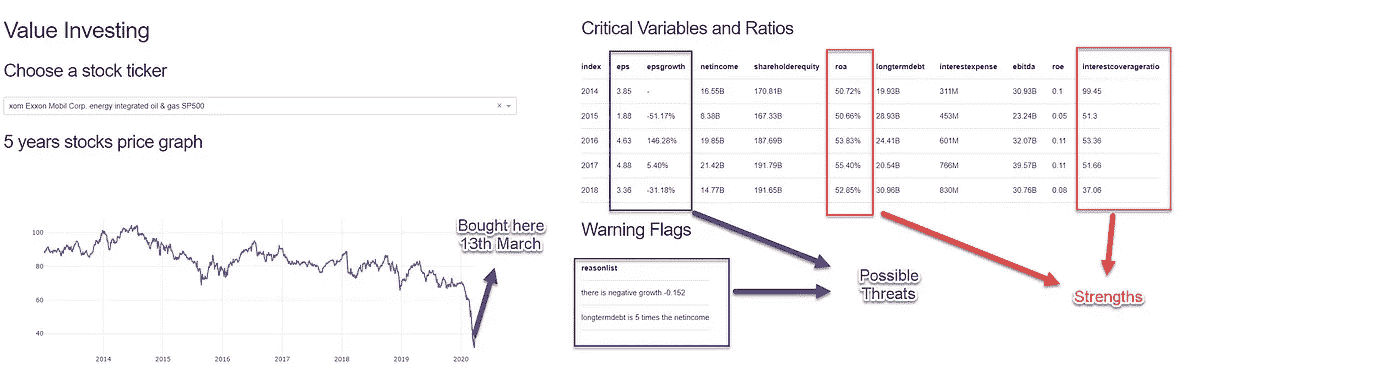 Value Investing
Choose a stock ticker
xom Exxon Mobil Corp. energy integrated oil & gas SP500
× 
5 years stocks price graph
100
80
60
40
2014 2015 2016 2017 2018 2019 2020
Bought here
13th March
Critical Variables and Ratios
index eps epsgrowth netincome shareholderequity roa longtermdebt interestexpense ebitda roe interestcoverageratio
2014 3.85 - 16.55B 170.81B 50.72% 19.93B 311M 30.93B 0.1 99.45
2015 1.88 -51.17% 8.38B 167.33B 50.66% 28.93B 453M 23.24B 0.05 51.3
2016 4.63 146.28% 19.85B 187.69B 53.83% 24.41B 601M 32.07B 0.11 53.36
2017 4.88 5.40% 21.42B 191.79B 55.40% 20.54B 766M 39.57B 0.11 51.66
2018 3.36 -31.18% 14.77B 191.65B 52.85% 30.96B 830M 30.76B 0.08 37.06
Warning Flags
reasonlist
there is negative growth -0.152
longtermdebt is 5 times the netincome
Possible
Threats
Strengths